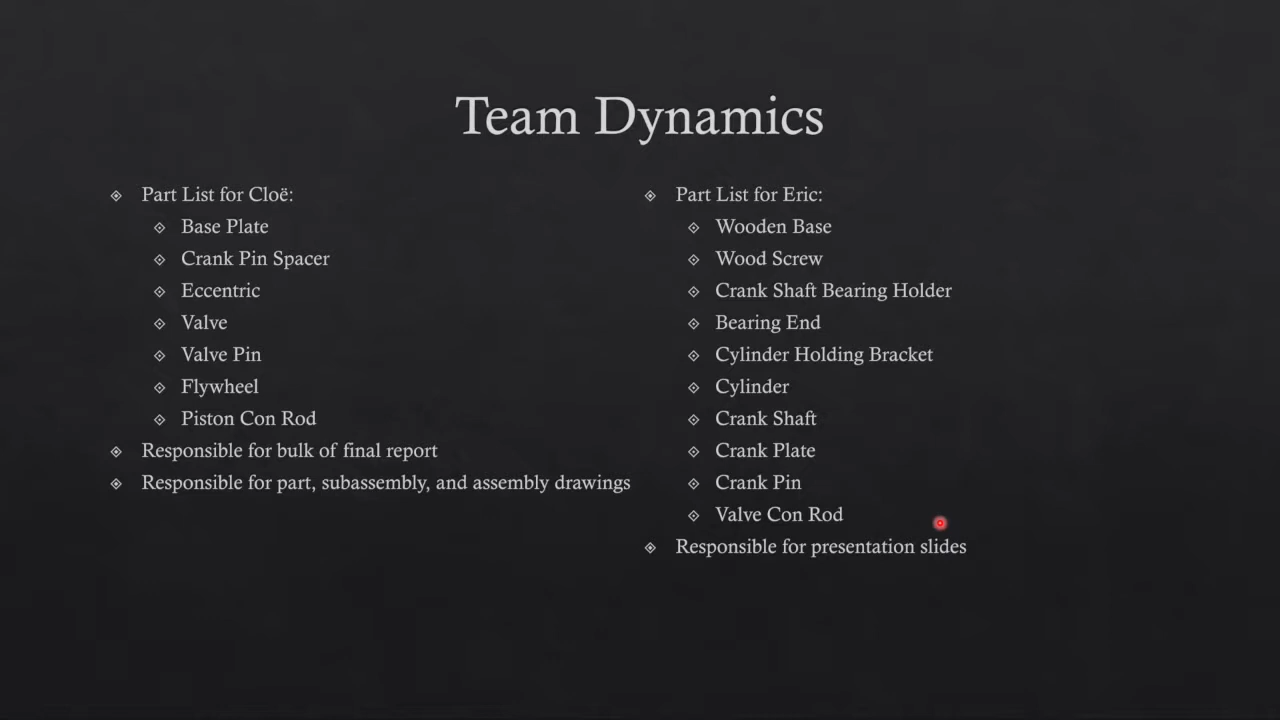 Team Dynamics
Part List for Cloë:
Base Plate
Crank Pin Spacer
Eccentric
Valve
Valve Pin
Flywheel
Piston Con Rod
Responsible for bulk of final report
Responsible for part, subassembly, and assembly drawings
Part List for Eric:
Wooden Base
Wood Screw
Crank Shaft Bearing Holder
Bearing End
Cylinder Holding Bracket
Cylinder
Crank Shaft
Crank Plate
Crank Pin
Valve Con Rod
Responsible for presentation slides